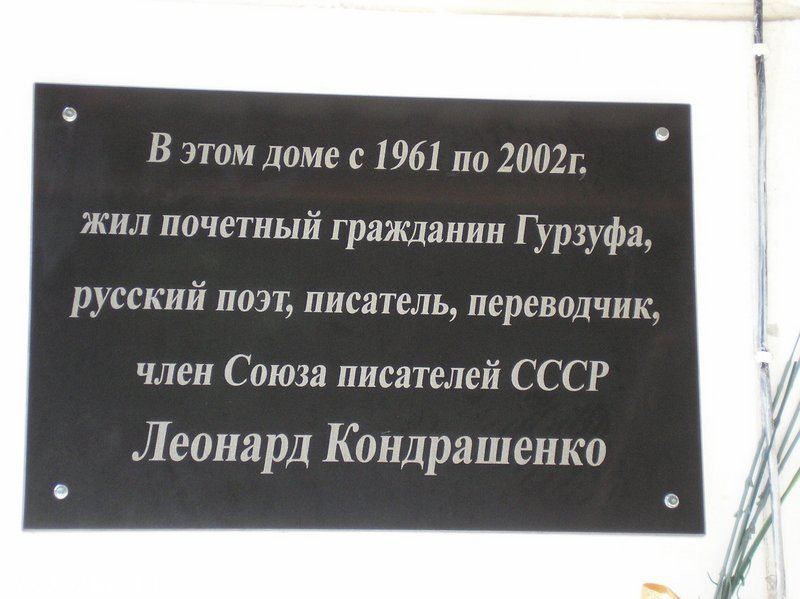 В этом доме с 1961 по 2002г.
жил почетный гражданин Гурзуфа,
русский поэт, писатель, переводчик,
член Союза писателей СССР
Леонард Кондрашенко